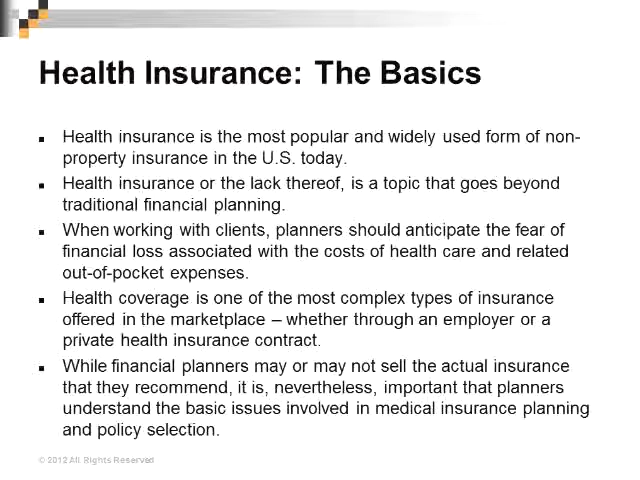 Health Insurance: The Basics
Health insurance is the most popular and widely used form of non-
property insurance in the U.S. today.
Health insurance or the lack thereof, is a topic that goes beyond
traditional financial planning.
When working with clients, planners should anticipate the fear of
financial loss associated with the costs of health care and related
out-of-pocket expenses.
Health coverage is one of the most complex types of insurance
offered in the marketplace – whether through an employer or a
private health insurance contract.
While financial planners may or may not sell the actual insurance
that they recommend, it is, nevertheless, important that planners
understand the basic issues involved in medical insurance planning
and policy selection.
© 2012 All Rights Reserved